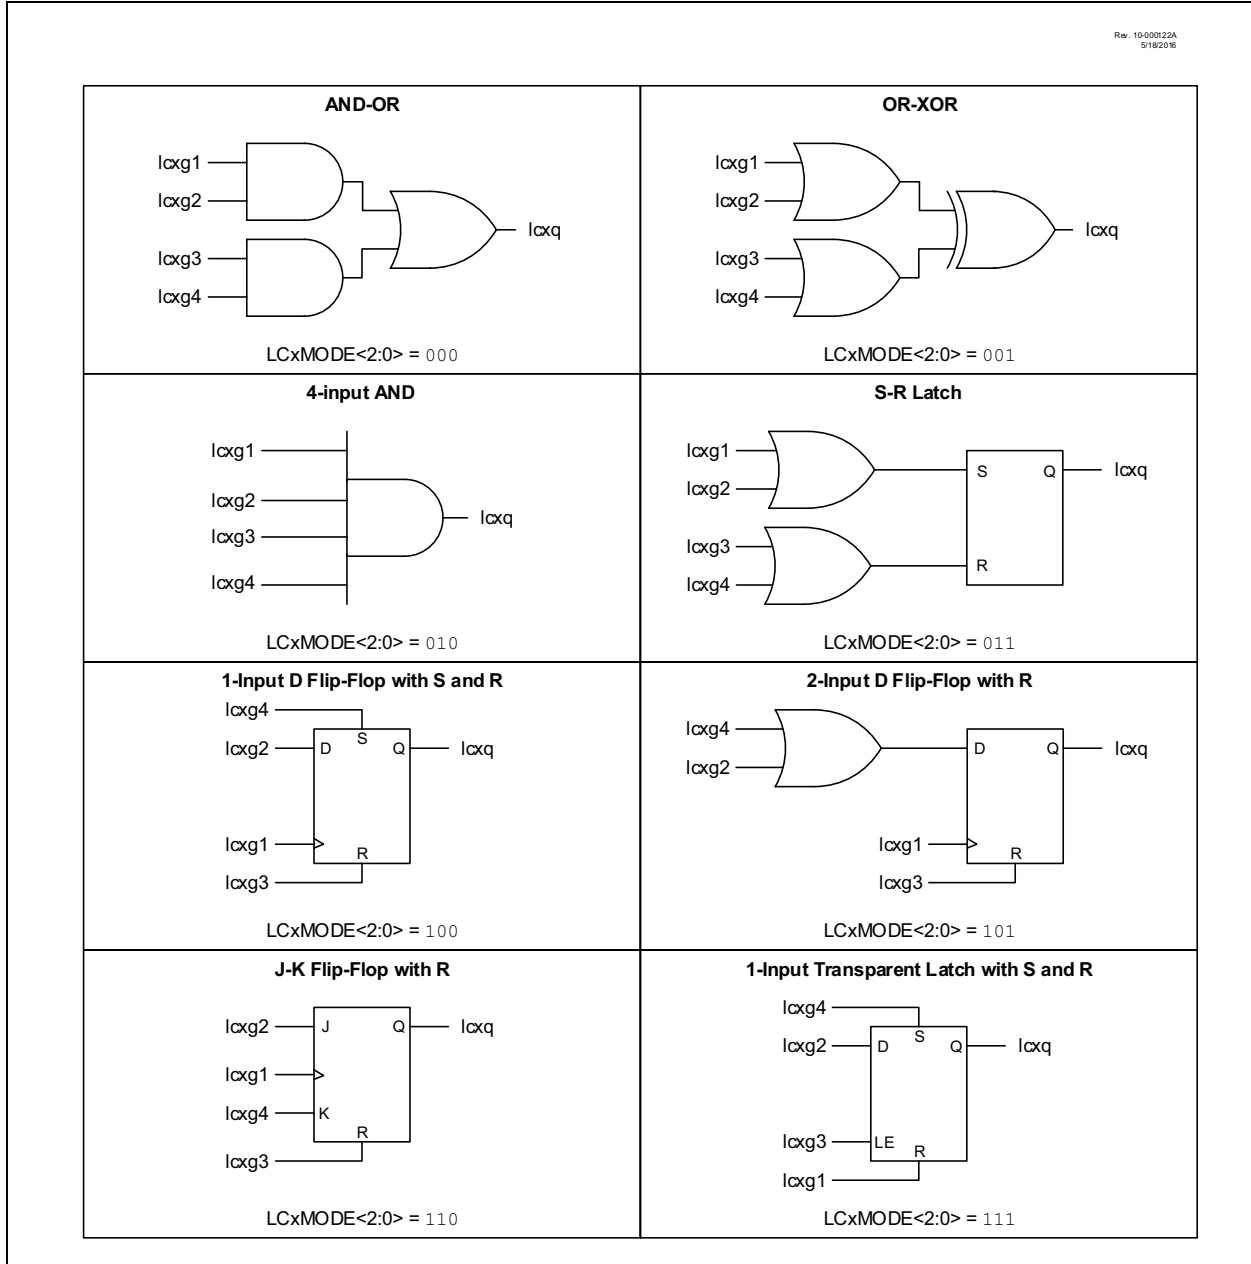 Rev. 10-000122A
5/18/2016
AND-OR
lcxg1
lcxg2
lcxg3
lcxg4
lcxq
LCxMODE<2:0> = 000
OR-XOR
lcxg1
lcxg2
lcxg3
lcxg4
lcxq
LCxMODE<2:0> = 001
4-input AND
lcxg1
lcxg2
lcxg3
lcxg4
lcxq
LCxMODE<2:0> = 010
S-R Latch
lcxg1
lcxg2
lcxg3
lcxg4
S
Q
lcxq
R
LCxMODE<2:0> = 011
1-Input D Flip-Flop with S and R
lcxg4
S
lcxg2
D
Q
lcxq
lcxg1
R
lcxg3
LCxMODE<2:0> = 100
2-Input D Flip-Flop with R
lcxg4
lcxg2
D
Q
lcxq
lcxg1
R
lcxg3
LCxMODE<2:0> = 101
J-K Flip-Flop with R
lcxg2
J
Q
lcxq
lcxg1
lcxg4
K
R
lcxg3
LCxMODE<2:0> = 110
1-Input Transparent Latch with S and R
lcxg4
S
lcxg2
D
Q
lcxq
lcxg3
LE
R
lcxg1
LCxMODE<2:0> = 111